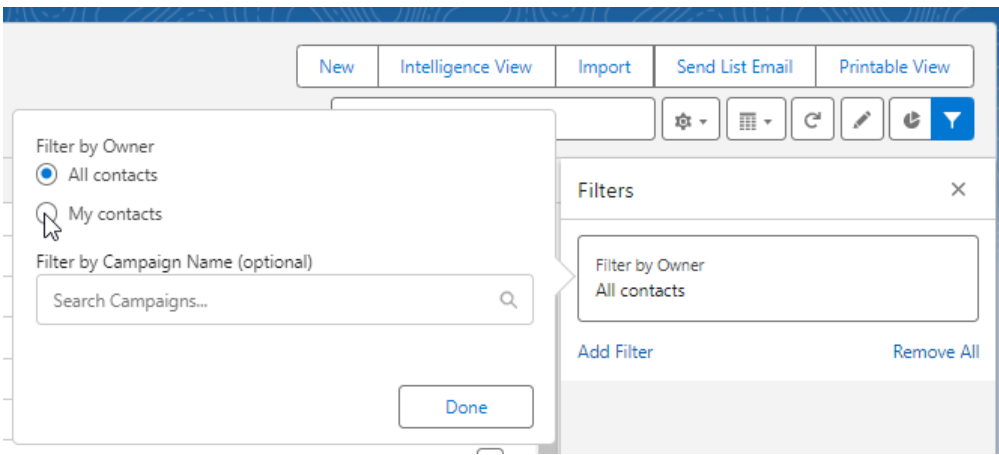 New
Intelligence View
Import
Send List Email
Printable View
Filter by Owner
All contacts
My contacts
Filter by Campaign Name (optional)
Search Campaigns...
Done
Filters
Filter by Owner
All contacts
Add Filter
Remove All